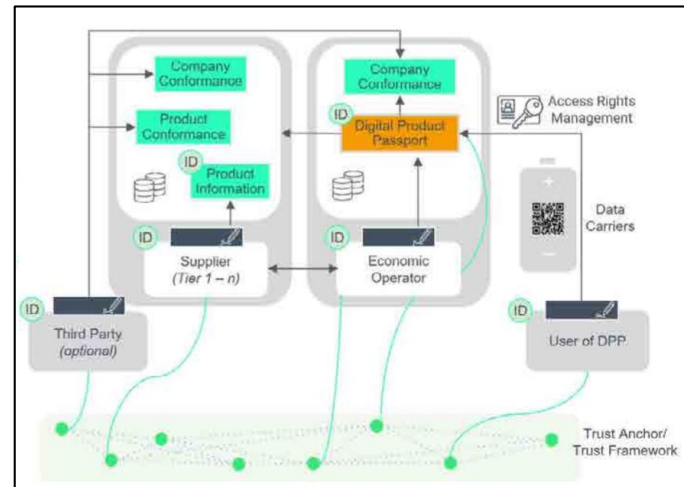 Company
Conformance
Product
Conformance
ID
Product
Information
ID
Supplier
(Tier 1 – n)
Company
Conformance
ID
Digital Product
Passport
ID
Economic
Operator
Access Rights
Management
Data
Carriers
ID
Third Party
(optional)
ID
User of DPP
Trust Anchor/
Trust Framework